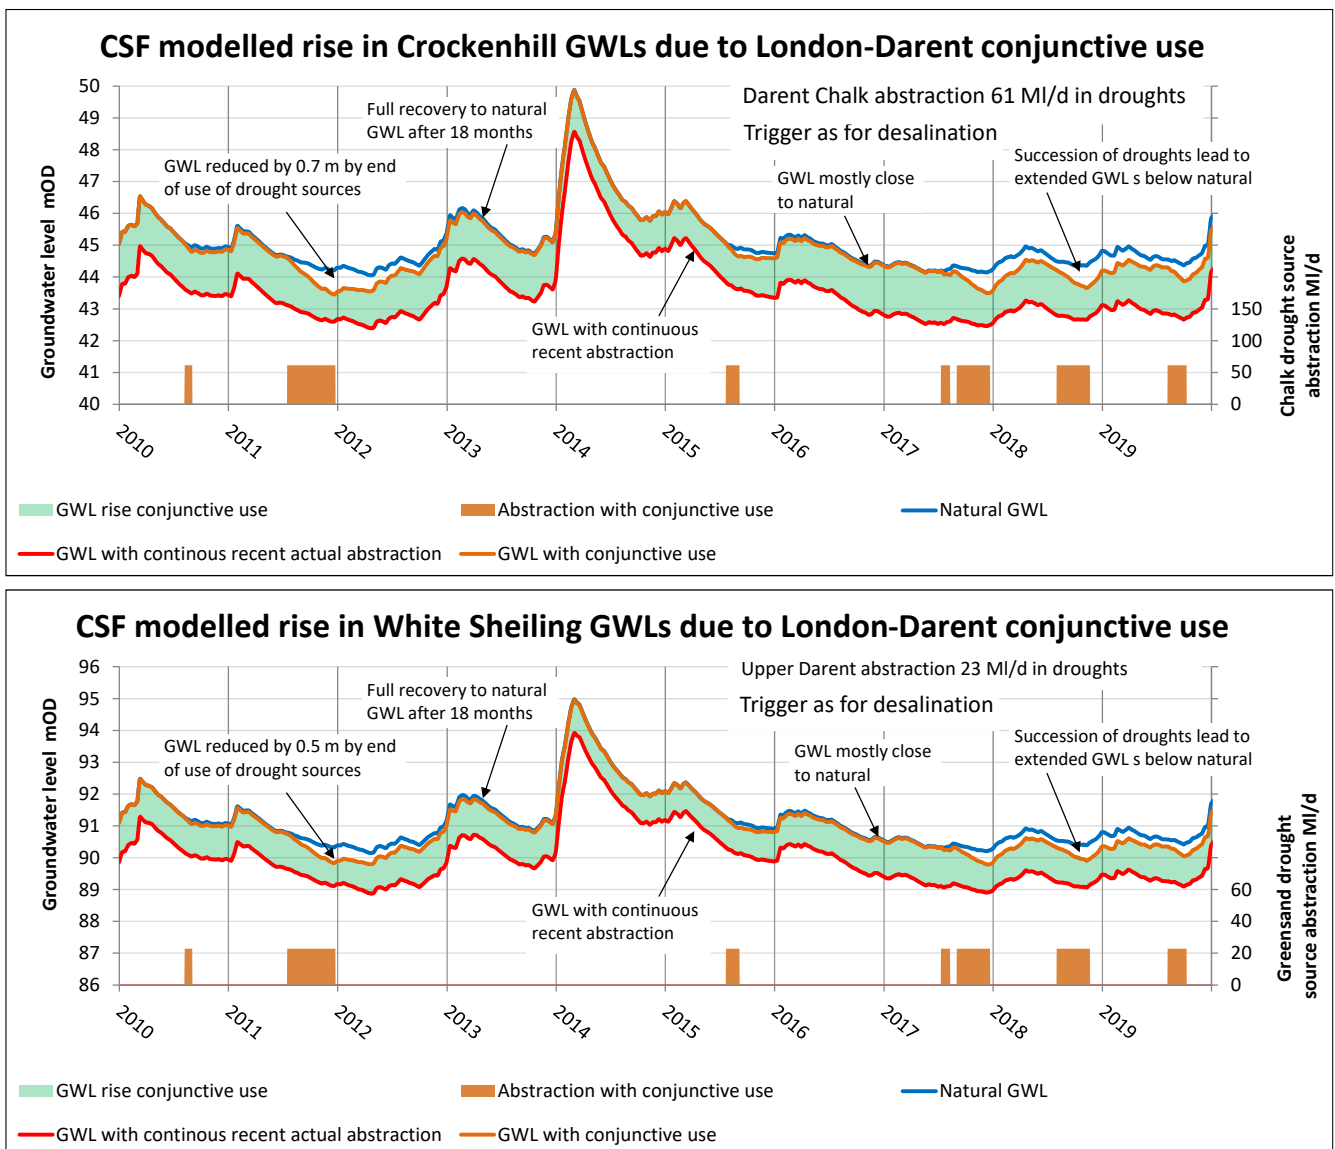 CSF modelled rise in Crockenhill GWLs due to London-Darent conjunctive use
Groundwater level mOD
50
49
48
47
46
45
44
43
42
41
40
Full recovery to natural
GWL after 18 months
GWL reduced by 0.7 m by end
of use of drought sources
Darent Chalk abstraction 61 Ml/d in droughts
Trigger as for desalination
GWL mostly close
to natural
Succession of droughts lead to
extended GWL s below natural
GWL with continuous
recent abstraction
150
100
50
0
Chalk drought source
abstraction Ml/d
2010
2011
2012
2013
2014
2015
2016
2017
2018
2019
GWL rise conjunctive use
Abstraction with conjunctive use
Natural GWL
GWL with continous recent actual abstraction
GWL with conjunctive use
CSF modelled rise in White Sheiling GWLs due to London-Darent conjunctive use
Groundwater level mOD
96
95
94
93
92
91
90
89
88
87
86
Full recovery to natural
GWL after 18 months
GWL reduced by 0.5 m by end
of use of drought sources
Upper Darent abstraction 23 Ml/d in droughts
Trigger as for desalination
GWL mostly close
to natural
Succession of droughts lead to
extended GWL s below natural
GWL with continuous
recent abstraction
60
40
20
0
Greensand drought
source abstraction Ml/d
2010
2011
2012
2013
2014
2015
2016
2017
2018
2019
GWL rise conjunctive use
Abstraction with conjunctive use
Natural GWL
GWL with continous recent actual abstraction
GWL with conjunctive use